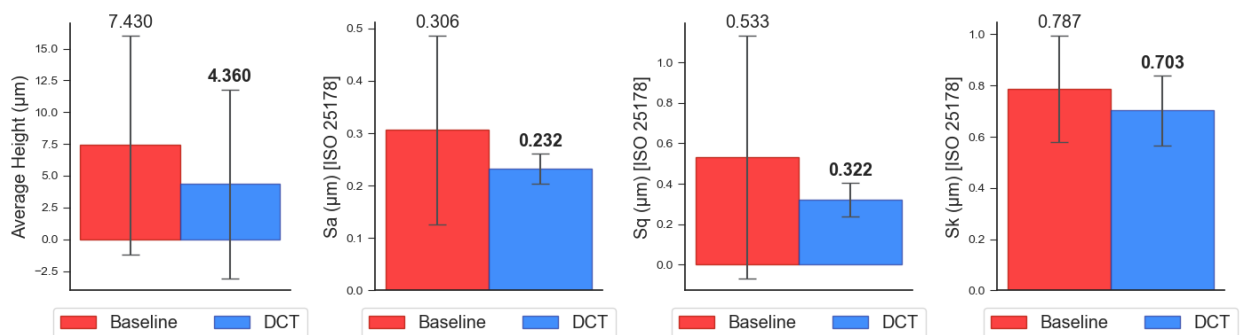 7.430
4.360
15.0
12.5
10.0
7.5
5.0
2.5
0.0
−2.5
Average Height (μm)
Baseline
DCT
0.306
0.232
0.5
0.4
0.3
0.2
0.1
0.0
Sa (μm) [ISO 25178]
Baseline
DCT
0.533
0.322
1.0
0.8
0.6
0.4
0.2
0.0
Sq (μm) [ISO 25178]
Baseline
DCT
0.787
0.703
1.0
0.8
0.6
0.4
0.2
0.0
Sk (μm) [ISO 25178]
Baseline
DCT